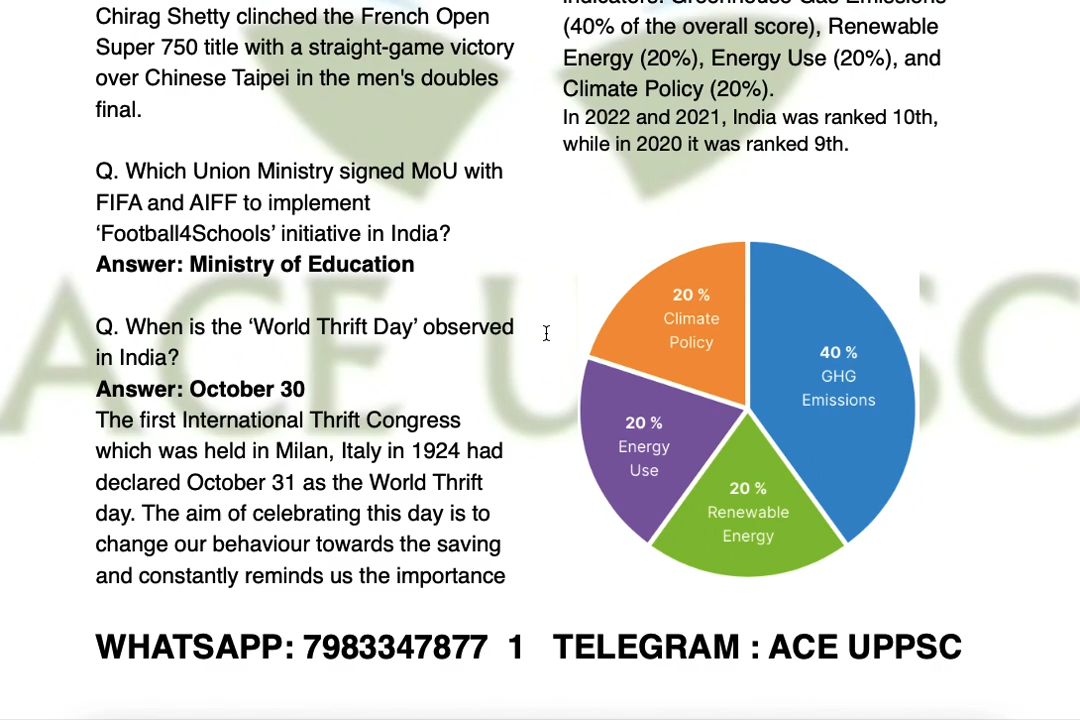 Chirag Shetty clinched the French Open
Super 750 title with a straight-game victory
over Chinese Taipei in the men's doubles
final.
Q. Which Union Ministry signed MoU with
FIFA and AIFF to implement
‘Football4Schools’ initiative in India?
Answer: Ministry of Education
Q. When is the ‘World Thrift Day’ observed
in India?
Answer: October 30
The first International Thrift Congress
which was held in Milan, Italy in 1924 had
declared October 31 as the World Thrift
day. The aim of celebrating this day is to
change our behaviour towards the saving
and constantly reminds us the importance
indicators: Greenhouse Gas Emissions
(40% of the overall score), Renewable
Energy (20%), Energy Use (20%), and
Climate Policy (20%).
In 2022 and 2021, India was ranked 10th,
while in 2020 it was ranked 9th.
20 %
Climate
Policy
40 %
GHG
Emissions
20 %
Energy
Use
20 %
Renewable
Energy
ACE UPPSC
WHATSAPP: 7983347877 1 TELEGRAM : ACE UPPSC